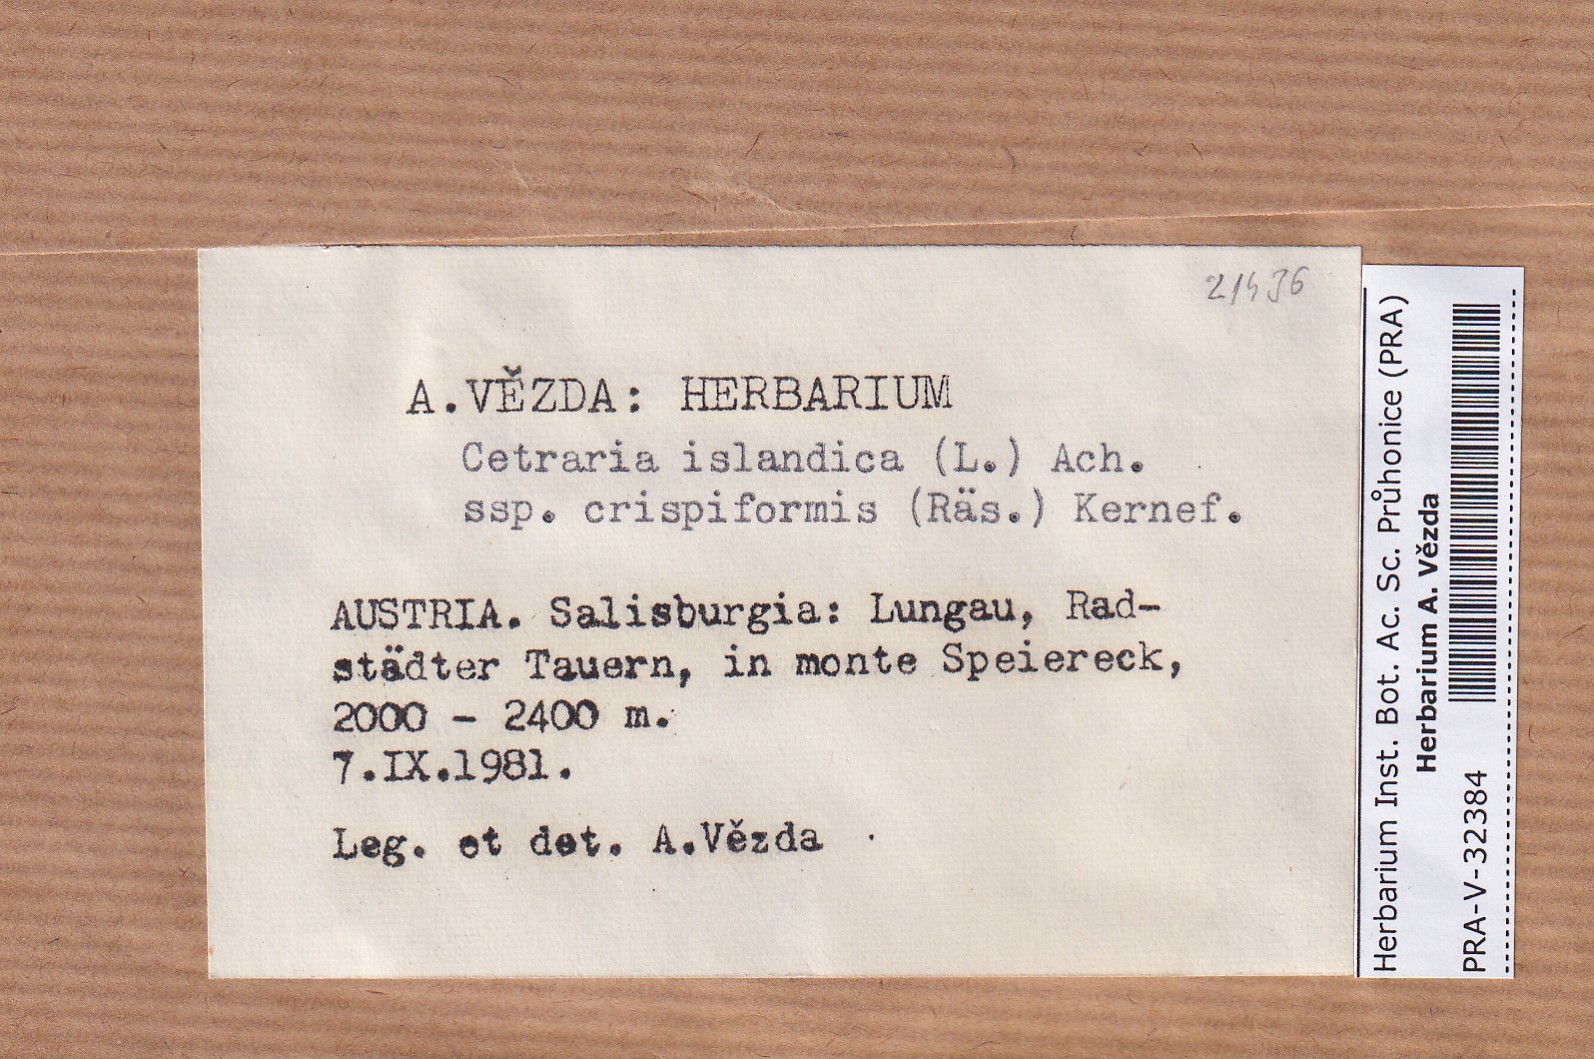 21436
A.VĚZDA: HERBARIUM
Cetraria islandica (L.) Ach.
ssp. crispiformis (Räs.) Kernef.
AUSTRIA. Salisburgia: Lungau, Rad-
städter Tauern, in monte Speiereck,
2000 - 2400 m.
7.IX.1981.
Leg. et det. A.Vězda
Herbarium Inst. Bot. Ac. Sc. Průhonice (PRA)
Herbarium A. Vězda
PRA-V-32384